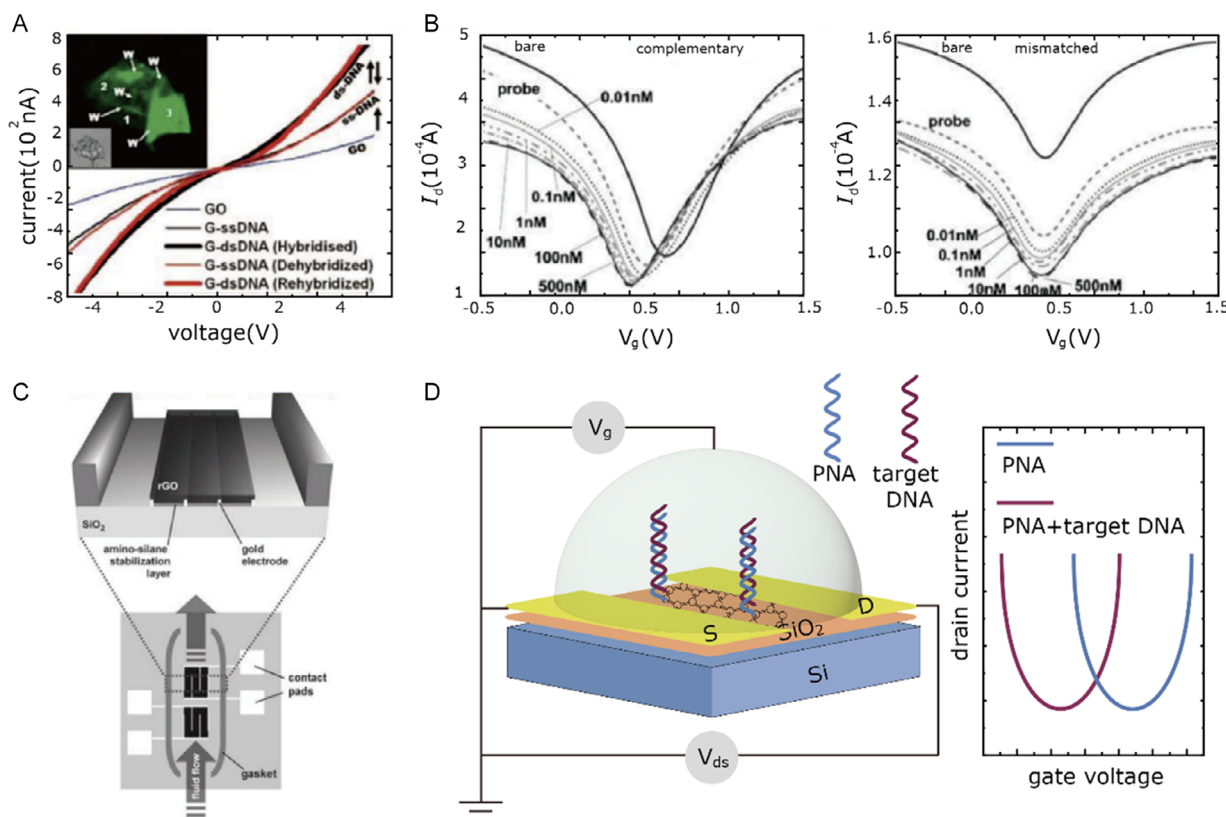 A
current(10² nA)
8
6
4
2
0
-2
-4
-6
-8
W
W
2
W
3
W
1
W
ds-DNA
ss-DNA
GO
GO
G-ssDNA
G-dsDNA (Hybridised)
G-ssDNA (Dehybridized)
G-dsDNA (Rehybridized)
-4 -2 0 2 4
voltage(V)
B
I_d(10⁻⁴A)
5
4
3
2
1
bare complementary
0.01nM
probe
0.1nM
1nM
10nM
100nM
500nM
-0.5 0.0 0.5 1.0 1.5
V_g(V)
I_d(10⁻⁴A)
1.6
1.4
1.2
1.0
bare mismatched
probe
0.01nM
0.1nM
1nM
10nM 100nM 500nM
-0.5 0.0 0.5 1.0 1.5
V_g(V)
C
rGO
SiO₂
amino-silane
stabilization
layer
gold
electrode
contact
pads
gasket
fluid flow
D
V_g
PNA
target
DNA
S
SiO₂
D
Si
V_ds
PNA
PNA+target DNA
drain currrent
gate voltage